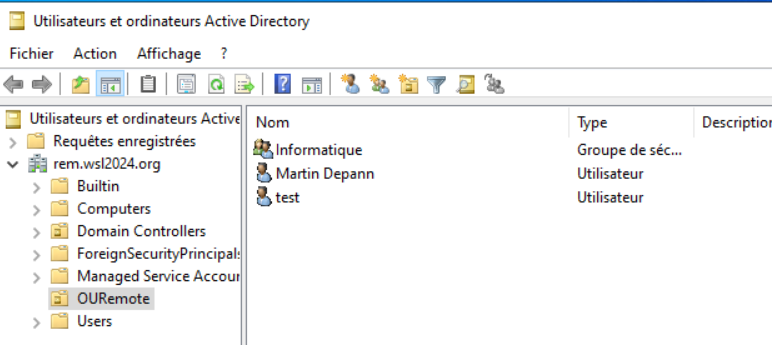 Utilisateurs et ordinateurs Active Directory
Fichier Action Affichage ?
Utilisateurs et ordinateurs Active
Requêtes enregistrées
rem.wsl2024.org
Builtin
Computers
Domain Controllers
ForeignSecurityPrincipals
Managed Service Accour
OURemote
Users
Nom Type Description
Informatique Groupe de séc...
Martin Depann Utilisateur
test Utilisateur